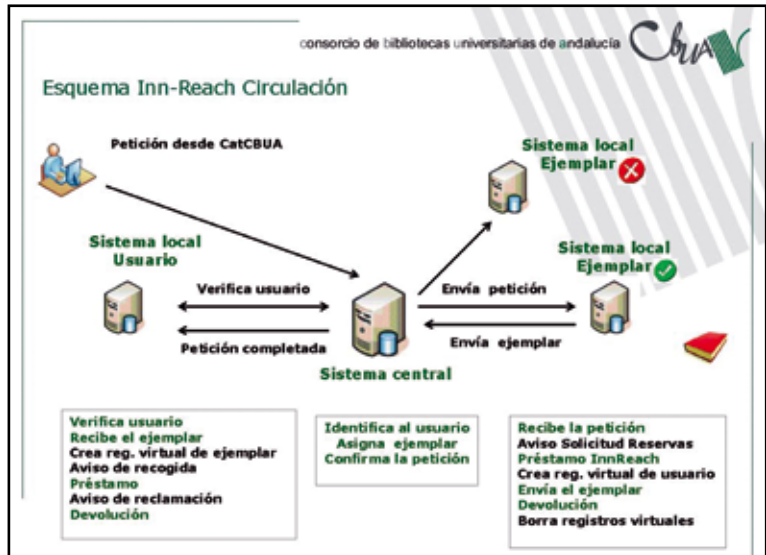 consorcio de bibliotecas universitarias de andalucía
CbUA
Esquema Inn-Reach Circulación
Petición desde CatCBUA
Sistema local
Ejemplar
Sistema local
Usuario
Sistema local
Ejemplar
Verifica usuario
Envía petición
Petición completada
Envía ejemplar
Sistema central
Verifica usuario
Recibe el ejemplar
Crea reg. virtual de ejemplar
Aviso de recogida
Préstamo
Aviso de reclamación
Devolución
Identifica al usuario
Asigna ejemplar
Confirma la petición
Recibe la petición
Aviso Solicitud Reservas
Préstamo InnReach
Crea reg. virtual de usuario
Envía el ejemplar
Devolución
Borra registros virtuales